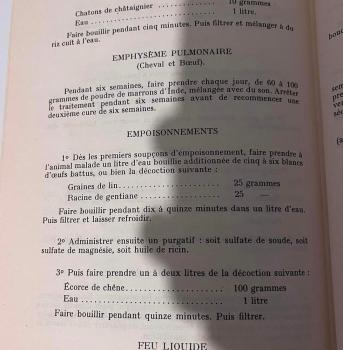 Chatons de châtaignier .......... 10 grammes
Eau .......... 1 litre.
Faire bouillir pendant cinq minutes. Puis filtrer et mélanger à du
riz cuit à l'eau.
EMPHYSÈME PULMONAIRE
(Cheval et Bœuf).
Pendant six semaines, faire prendre chaque jour, de 60 à 100
grammes de poudre de marrons d'Inde, mélangée avec du son. Arrêter
le traitement pendant six semaines avant de recommencer une
deuxième cure de six semaines.
EMPOISONNEMENTS
1º Dès les premiers soupçons d'empoisonnement, faire prendre à
l'animal malade un litre d'eau bouillie additionnée de cinq à six blancs
d'œufs battus, ou bien la décoction suivante :
Graines de lin .......... 25 grammes
Racine de gentiane .......... 25 —
Faire bouillir pendant dix à quinze minutes dans un litre d'eau.
Puis filtrer et laisser refroidir.
2º Administrer ensuite un purgatif : soit sulfate de soude, soit
sulfate de magnésie, soit huile de ricin.
3º Puis faire prendre un à deux litres de la décoction suivante :
Écorce de chêne .......... 100 grammes
Eau .......... 1 litre
Faire bouillir pendant quinze minutes. Puis filtrer.
FEU LIQUIDE